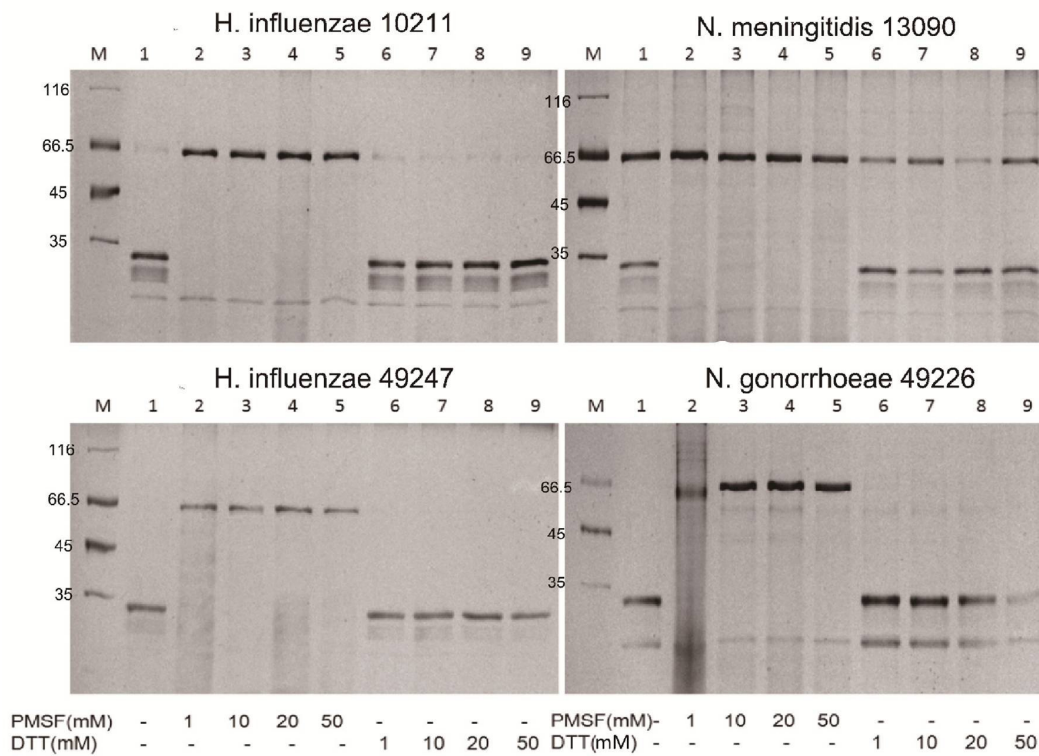 H. influenzae 10211
M 1 2 3 4 5 6 7 8 9
116
66.5
45
35
N. meningitidis 13090
M 1 2 3 4 5 6 7 8 9
116
66.5
45
35
H. influenzae 49247
M 1 2 3 4 5 6 7 8 9
116
66.5
45
35
N. gonorrhoeae 49226
M 1 2 3 4 5 6 7 8 9
66.5
45
35
PMSF(mM) - 1 10 20 50 - - - -
DTT(mM) - - - - - 1 10 20 50
PMSF(mM)- 1 10 20 50 - - - -
DTT(mM) - - - - - 1 10 20 50